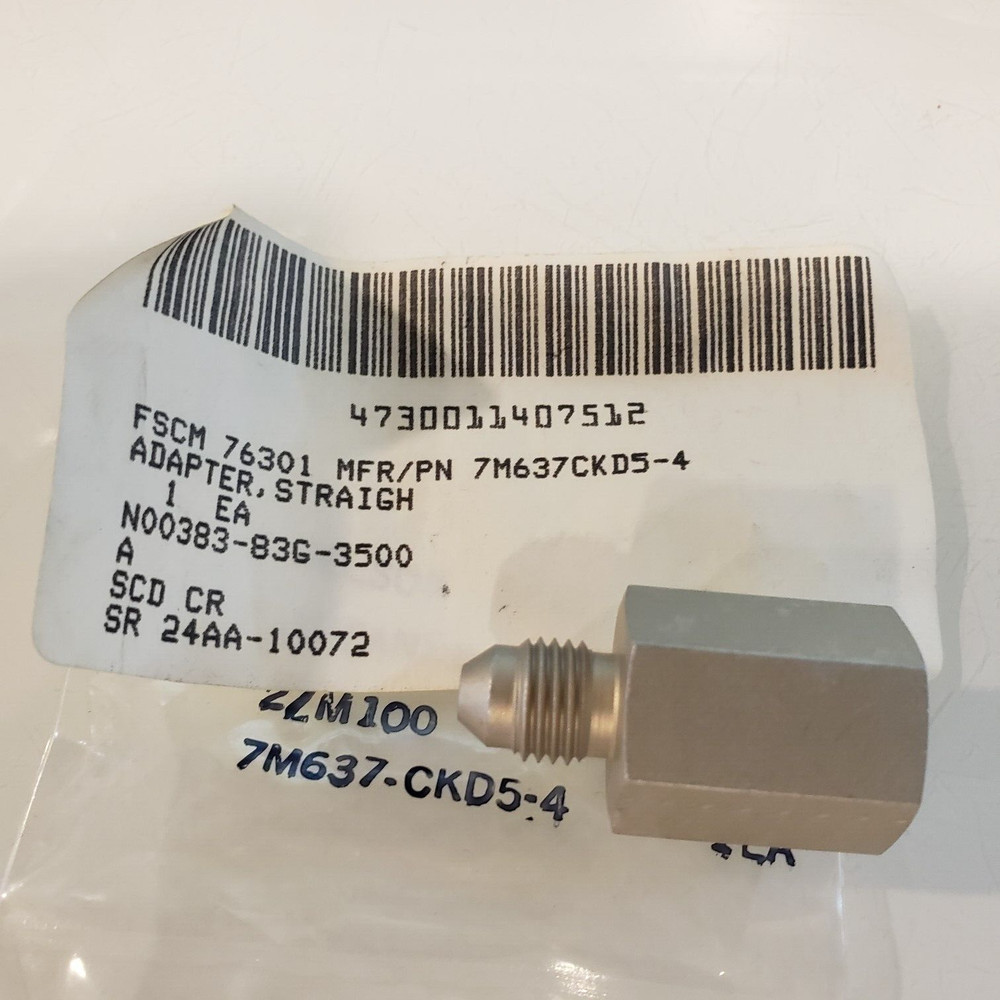 4730011407512
FSCM 76301 MFR/PN 7M637CKD5-4
ADAPTER, STRAIGH
1 EA
N00383-83G-3500
A
SCD CR
SR 24AA-10072
7M637-CKD5-4